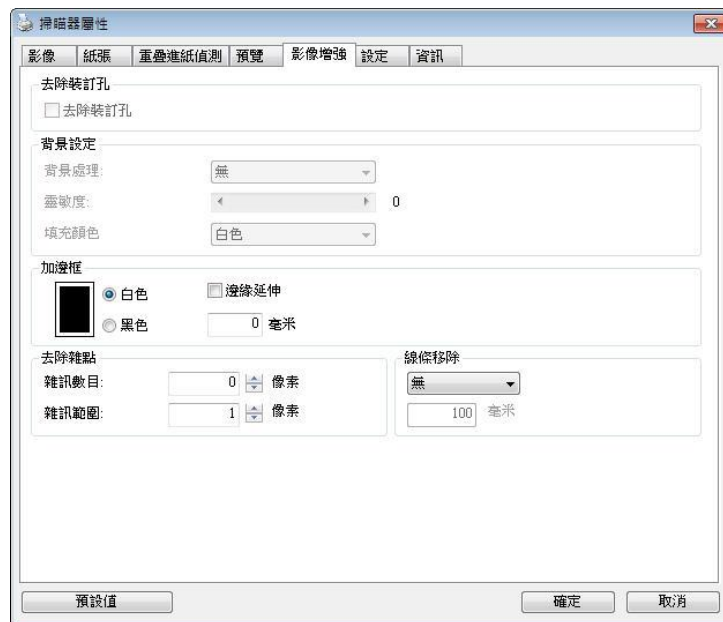 掃瞄器屬性
影像 紙張 重疊進紙偵測 預覽 影像增強 設定 資訊
去除裝訂孔
去除裝訂孔
背景設定
背景處理: 無
靈敏度: 0
填充顏色 白色
加邊框
白色 邊緣延伸
黑色 0 毫米
去除雜點 線條移除
雜訊數目: 0 像素 無
雜訊範圍: 1 像素 100 毫米
預設值 確定 取消